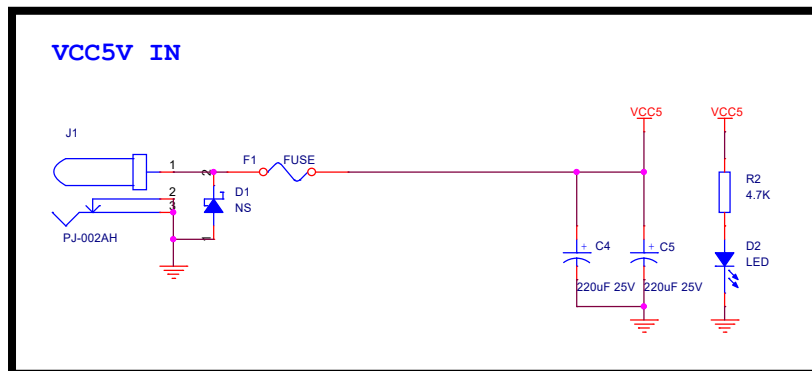 VCC5V IN
J1
1
2
3
PJ-002AH
2
D1
NS
1
F1 FUSE
VCC5 VCC5
R2
4.7K
C4 C5
220uF 25V 220uF 25V
D2
LED